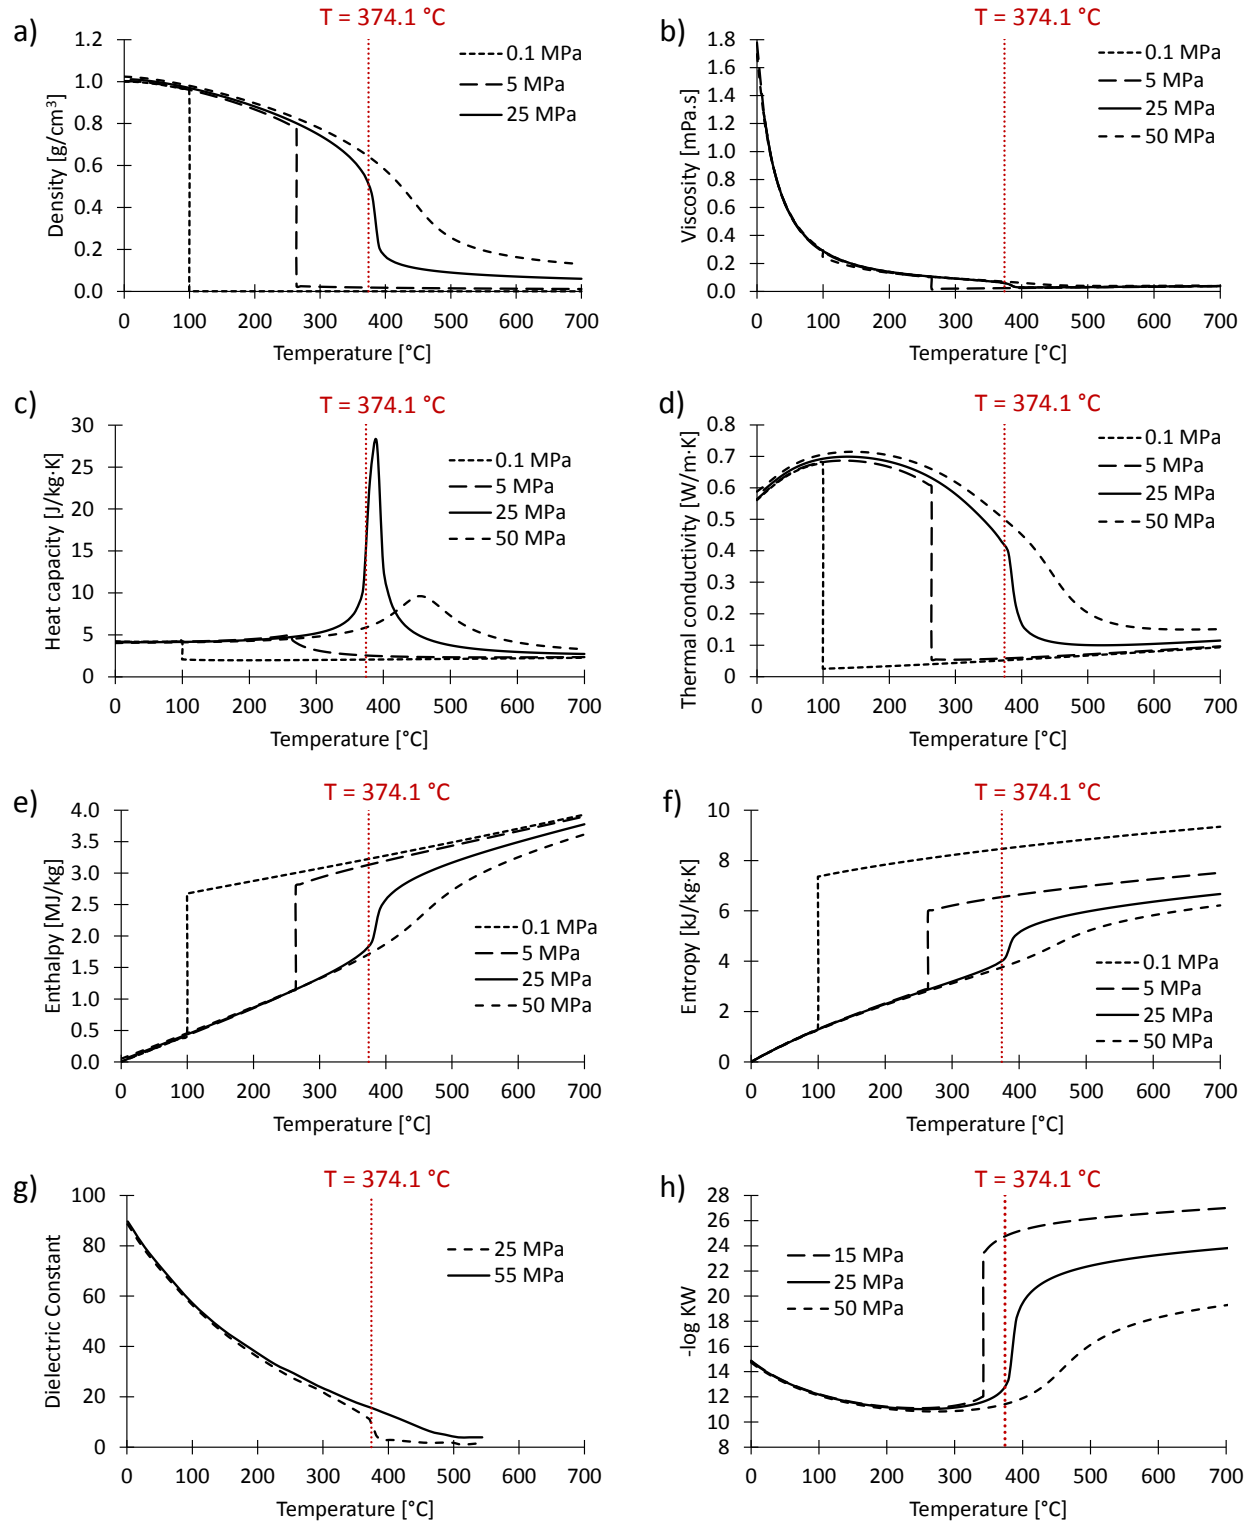 a)
T = 374.1 °C
Density [g/cm³]
1.2
1.0
0.8
0.6
0.4
0.2
0.0
0.1 MPa
5 MPa
25 MPa
0 100 200 300 400 500 600 700
Temperature [°C]
b)
T = 374.1 °C
Viscosity [mPa.s]
1.8
1.6
1.4
1.2
1.0
0.8
0.6
0.4
0.2
0.0
0.1 MPa
5 MPa
25 MPa
50 MPa
0 100 200 300 400 500 600 700
Temperature [°C]
c)
T = 374.1 °C
Heat capacity [J/kg·K]
30
25
20
15
10
5
0
0.1 MPa
5 MPa
25 MPa
50 MPa
0 100 200 300 400 500 600 700
Temperature [°C]
d)
T = 374.1 °C
Thermal conductivity [W/m·K]
0.8
0.7
0.6
0.5
0.4
0.3
0.2
0.1
0
0.1 MPa
5 MPa
25 MPa
50 MPa
0 100 200 300 400 500 600 700
Temperature [°C]
e)
T = 374.1 °C
Enthalpy [MJ/kg]
4.0
3.5
3.0
2.5
2.0
1.5
1.0
0.5
0.0
0.1 MPa
5 MPa
25 MPa
50 MPa
0 100 200 300 400 500 600 700
Temperature [°C]
f)
T = 374.1 °C
Entropy [kJ/kg·K]
10
8
6
4
2
0
0.1 MPa
5 MPa
25 MPa
50 MPa
0 100 200 300 400 500 600 700
Temperature [°C]
g)
T = 374.1 °C
Dielectric Constant
100
80
60
40
20
0
25 MPa
55 MPa
0 100 200 300 400 500 600 700
Temperature [°C]
h)
T = 374.1 °C
-log KW
28
26
24
22
20
18
16
14
12
10
8
15 MPa
25 MPa
50 MPa
0 100 200 300 400 500 600 700
Temperature [°C]